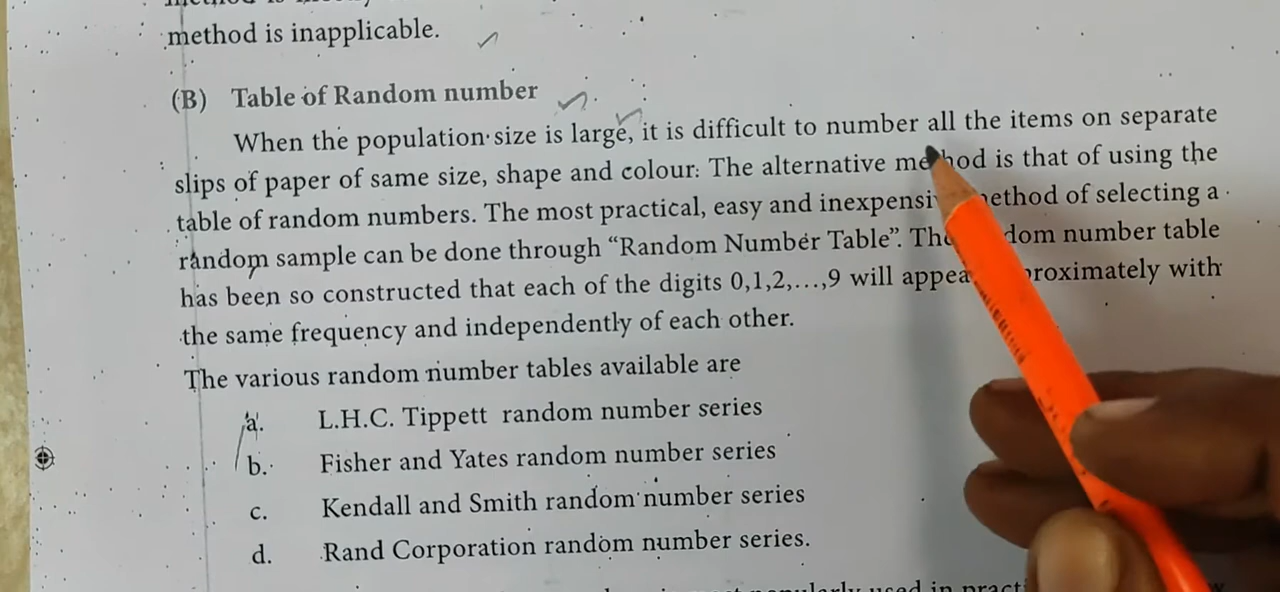 method is inapplicable.
(B) Table of Random number
When the population size is large, it is difficult to number all the items on separate
slips of paper of same size, shape and colour. The alternative method is that of using the
table of random numbers. The most practical, easy and inexpensive method of selecting a
random sample can be done through “Random Number Table”. The random number table
has been so constructed that each of the digits 0,1,2,...,9 will appear approximately with
the same frequency and independently of each other.
The various random number tables available are
a. L.H.C. Tippett random number series
b. Fisher and Yates random number series
c. Kendall and Smith random number series
d. Rand Corporation random number series.
popularly used in